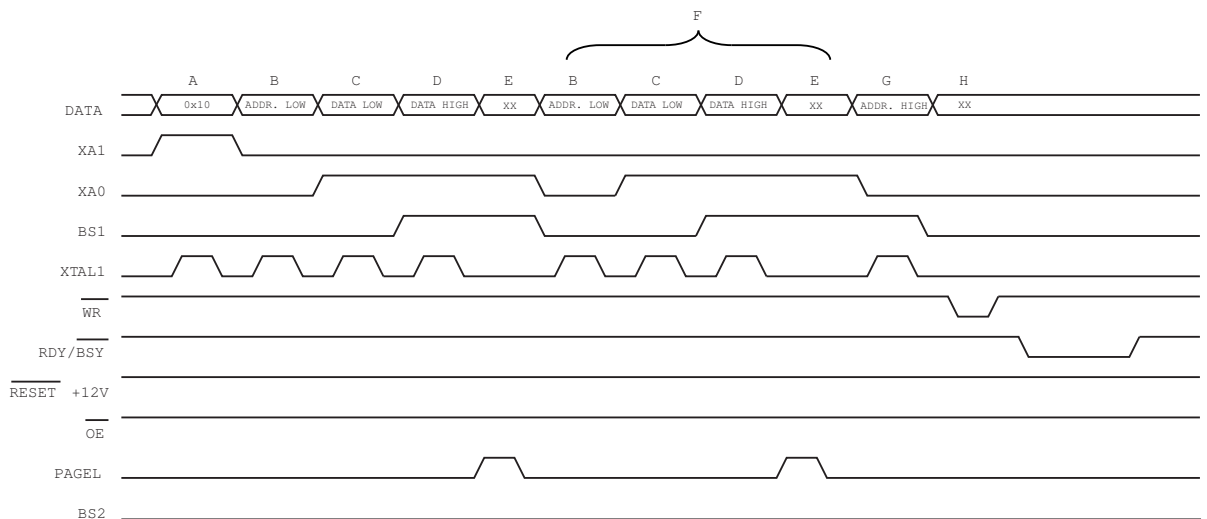 F
A B C D E B C D E G H
DATA 0x10 ADDR. LOW DATA LOW DATA HIGH XX ADDR. LOW DATA LOW DATA HIGH XX ADDR. HIGH XX
XA1
XA0
BS1
XTAL1
WR
RDY/BSY
RESET +12V
OE
PAGEL
BS2